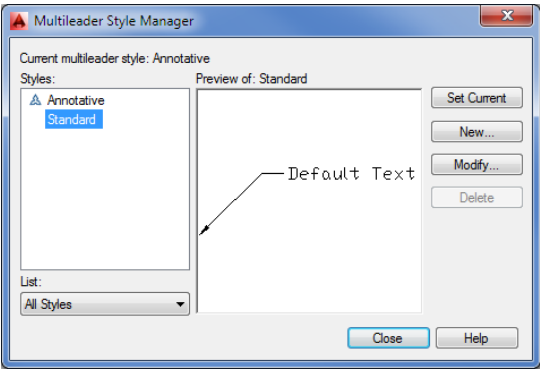 Multileader Style Manager
Current multileader style: Annotative
Styles:
Preview of: Standard
Annotative
Standard
Default Text
Set Current
New...
Modify...
Delete
List:
All Styles
Close
Help